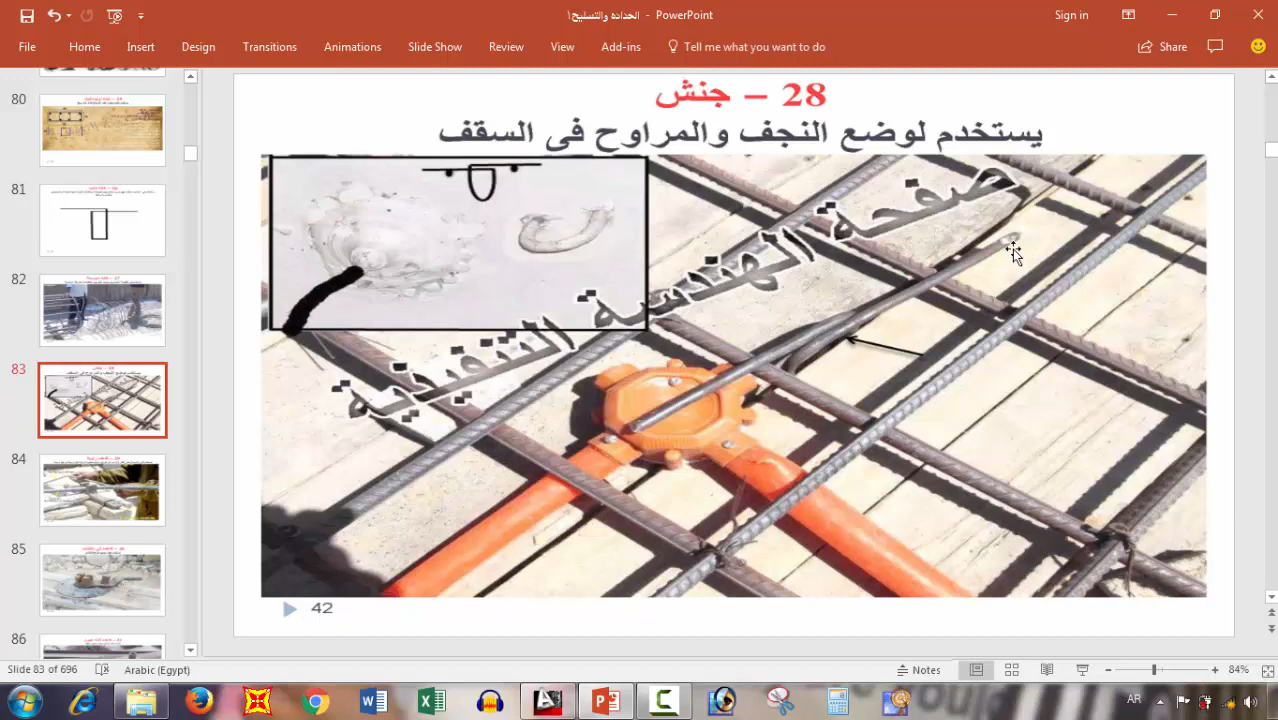 الحداده والتسليح١ - PowerPoint
Sign in
File Home Insert Design Transitions Animations Slide Show Review View Add-ins Tell me what you want to do Share
80
81
82
83
84
85
86
28 – جنش
يستخدم لوضع النجف والمراوح فى السقف
صفحة الهندسة التنفيذية
42
Slide 83 of 696 Arabic (Egypt) Notes 84%
AR